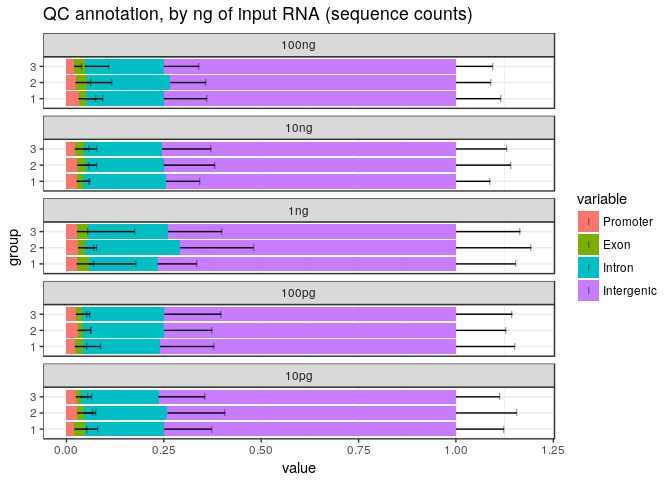 QC annotation, by ng of input RNA (sequence counts)
100ng
3
2
1
10ng
3
2
1
1ng
3
2
1
100pg
3
2
1
10pg
3
2
1
0.00 0.25 0.50 0.75 1.00 1.25
value
group
variable
Promoter
Exon
Intron
Intergenic